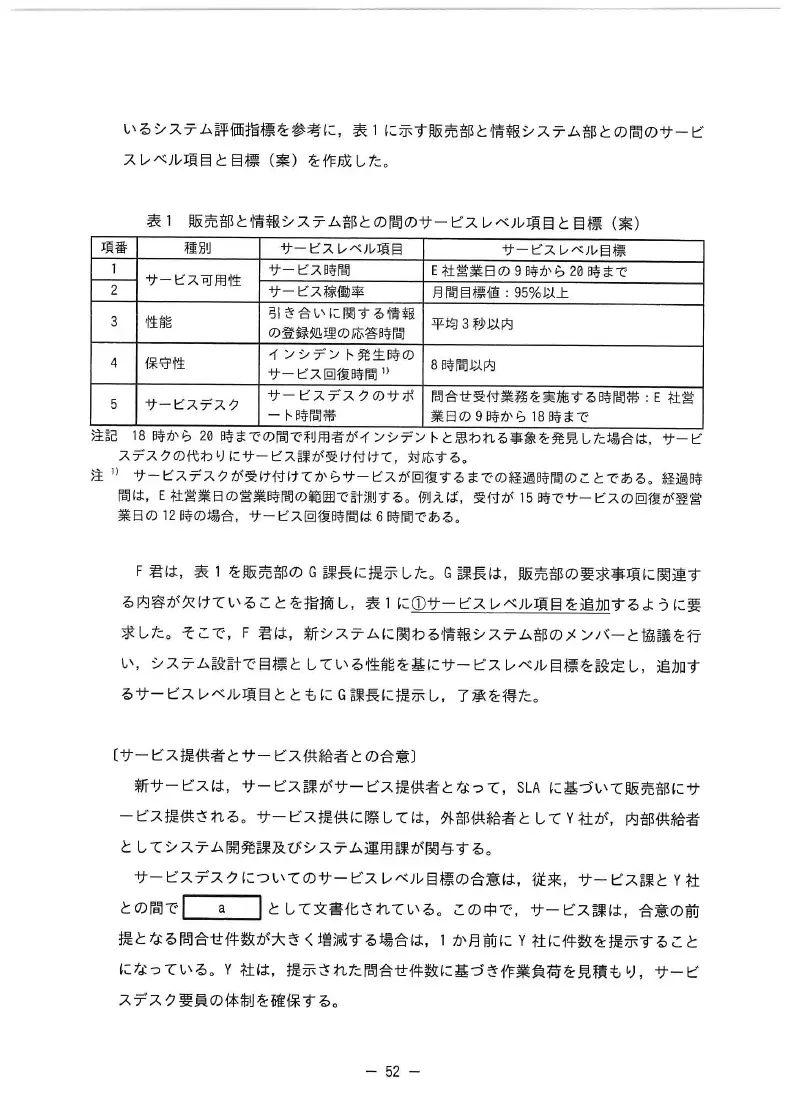 いるシステム評価指標を参考に，表1に示す販売部と情報システム部との間のサービ
スレベル項目と目標（案）を作成した。
表1　販売部と情報システム部との間のサービスレベル項目と目標（案）
項番　種別　サービスレベル項目　サービスレベル目標
1　サービス可用性　サービス時間　E社営業日の9時から20時まで
2　サービス稼働率　月間目標値：95%以上
3　性能　引き合いに関する情報
の登録処理の応答時間　平均3秒以内
4　保守性　インシデント発生時の
サービス回復時間1)　8時間以内
5　サービスデスク　サービスデスクのサポ
ート時間帯　問合せ受付業務を実施する時間帯：E 社営
業日の9時から18時まで
注記　18 時から 20 時までの間で利用者がインシデントと思われる事象を発見した場合は，サービ
スデスクの代わりにサービス課が受け付けて，対応する。
注 1)　サービスデスクが受け付けてからサービスが回復するまでの経過時間のことである。経過時
間は，E 社営業日の営業時間の範囲で計測する。例えば，受付が 15 時でサービスの回復が翌営
業日の 12 時の場合，サービス回復時間は 6 時間である。
F 君は，表 1 を販売部の G 課長に提示した。G 課長は，販売部の要求事項に関連す
る内容が欠けていることを指摘し，表 1 に①サービスレベル項目を追加するように要
求した。そこで，F 君は，新システムに関わる情報システム部のメンバーと協議を行
い，システム設計で目標としている性能を基にサービスレベル目標を設定し，追加す
るサービスレベル項目とともに G 課長に提示し，了承を得た。
〔サービス提供者とサービス供給者との合意〕
新サービスは，サービス課がサービス提供者となって，SLA に基づいて販売部にサ
ービス提供される。サービス提供に際しては，外部供給者として Y 社が，内部供給者
としてシステム開発課及びシステム運用課が関与する。
サービスデスクについてのサービスレベル目標の合意は，従来，サービス課と Y 社
との間で　a　として文書化されている。この中で，サービス課は，合意の前
提となる問合せ件数が大きく増減する場合は，1 か月前に Y 社に件数を提示すること
になっている。Y 社は，提示された問合せ件数に基づき作業負荷を見積もり，サービ
スデスク要員の体制を確保する。
－ 52 －